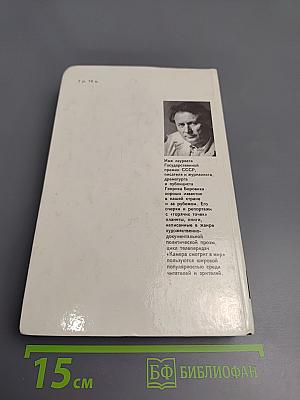 2 р. 10 к.
Имя лауреата
Государственной
премии СССР,
писателя и журналиста,
драматурга
и публициста
Генриха Боровика
хорошо известно
в нашей стране
и за рубежом. Его
очерки и репортажи
с «горячих точек»
планеты, книги,
написанные в жанре
художественно-
документальной
политической прозы,
цикл телепередач
«Камера смотрит в мир»
пользуются широкой
популярностью среди
читателей и зрителей.
15 см
БФ БИБЛИОФАН